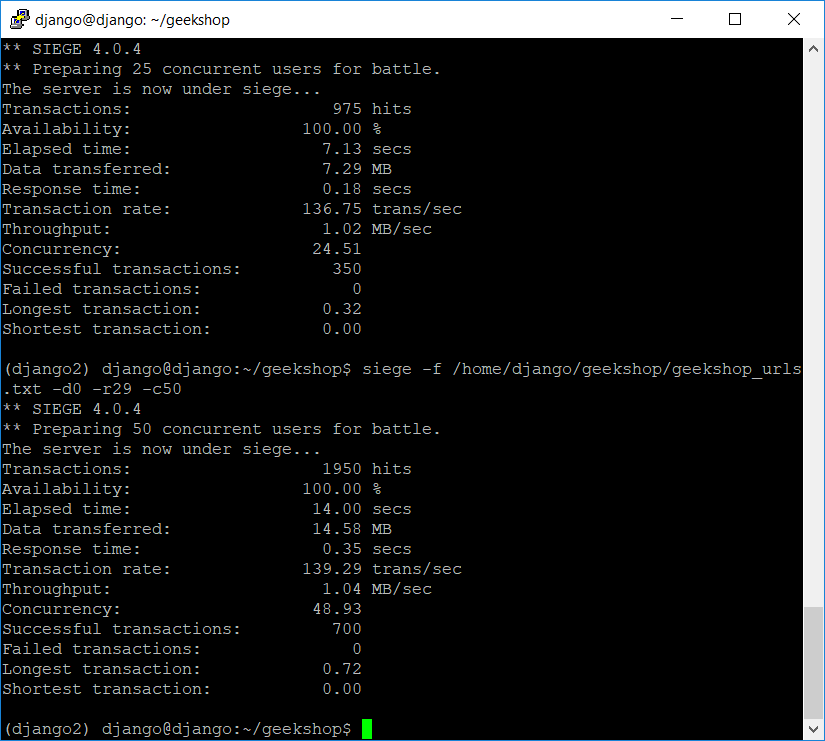 django@django: ~/geekshop
** SIEGE 4.0.4
** Preparing 25 concurrent users for battle.
The server is now under siege...
Transactions:                    975 hits
Availability:                 100.00 %
Elapsed time:                   7.13 secs
Data transferred:               7.29 MB
Response time:                  0.18 secs
Transaction rate:             136.75 trans/sec
Throughput:                     1.02 MB/sec
Concurrency:                   24.51
Successful transactions:         350
Failed transactions:               0
Longest transaction:            0.32
Shortest transaction:           0.00
(django2) django@django:~/geekshop$ siege -f /home/django/geekshop/geekshop_urls
.txt -d0 -r29 -c50
** SIEGE 4.0.4
** Preparing 50 concurrent users for battle.
The server is now under siege...
Transactions:                   1950 hits
Availability:                 100.00 %
Elapsed time:                  14.00 secs
Data transferred:              14.58 MB
Response time:                  0.35 secs
Transaction rate:             139.29 trans/sec
Throughput:                     1.04 MB/sec
Concurrency:                   48.93
Successful transactions:         700
Failed transactions:               0
Longest transaction:            0.72
Shortest transaction:           0.00
(django2) django@django:~/geekshop$